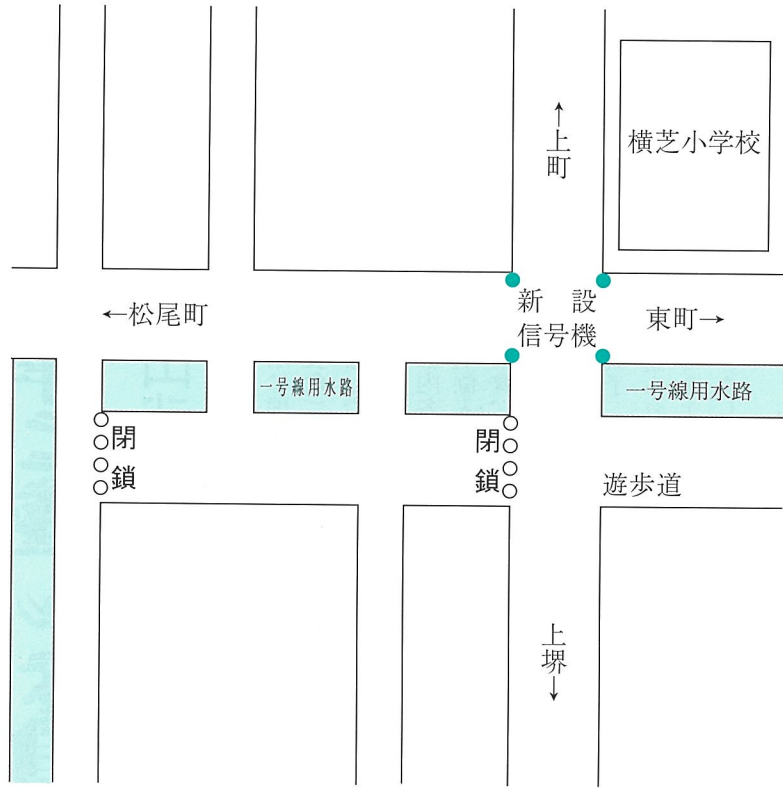 ↑上町
横芝小学校
←松尾町
新設
信号機
東町→
一号線用水路
一号線用水路
閉鎖
閉鎖
遊歩道
上堺↓